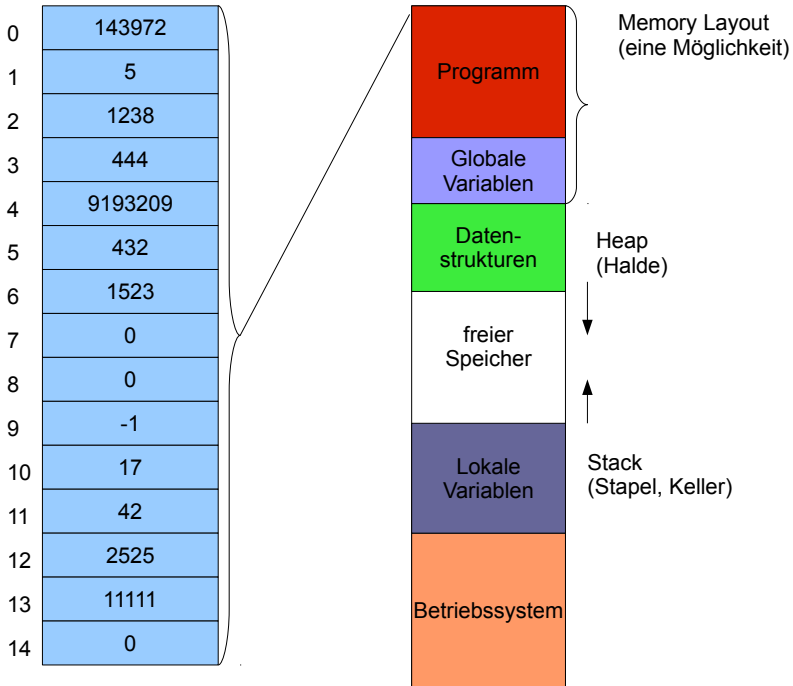 0 143972
1 5
2 1238
3 444
4 9193209
5 432
6 1523
7 0
8 0
9 -1
10 17
11 42
12 2525
13 11111
14 0
Programm
Globale
Variablen
Daten-
strukturen
freier
Speicher
Lokale
Variablen
Betriebssystem
Memory Layout
(eine Möglichkeit)
Heap
(Halde)
Stack
(Stapel, Keller)